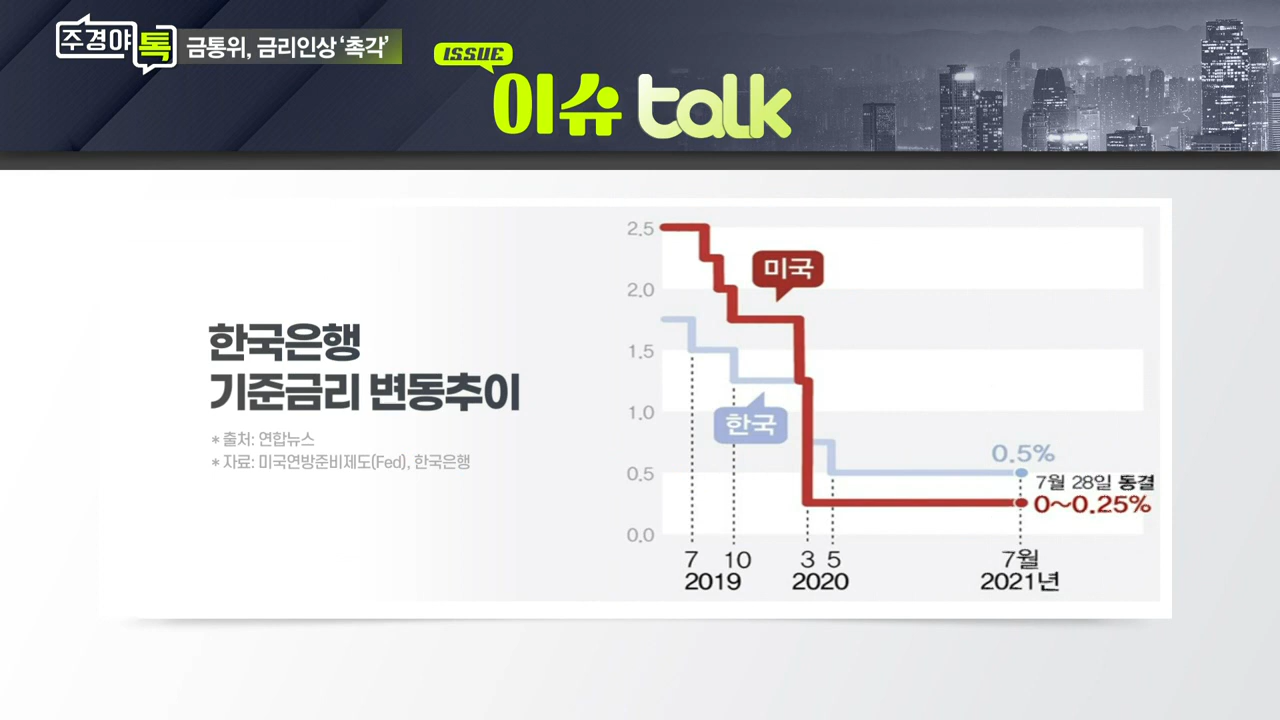 주경야톡 금통위, 금리인상 ‘촉각’
ISSUE
이슈 talk
한국은행
기준금리 변동추이
* 출처: 연합뉴스
* 자료: 미국연방준비제도(Fed), 한국은행
2.5
2.0
1.5
1.0
0.5
0.0
미국
한국
0.5%
7월 28일 동결
0~0.25%
7 10 3 5 7월
2019 2020 2021년